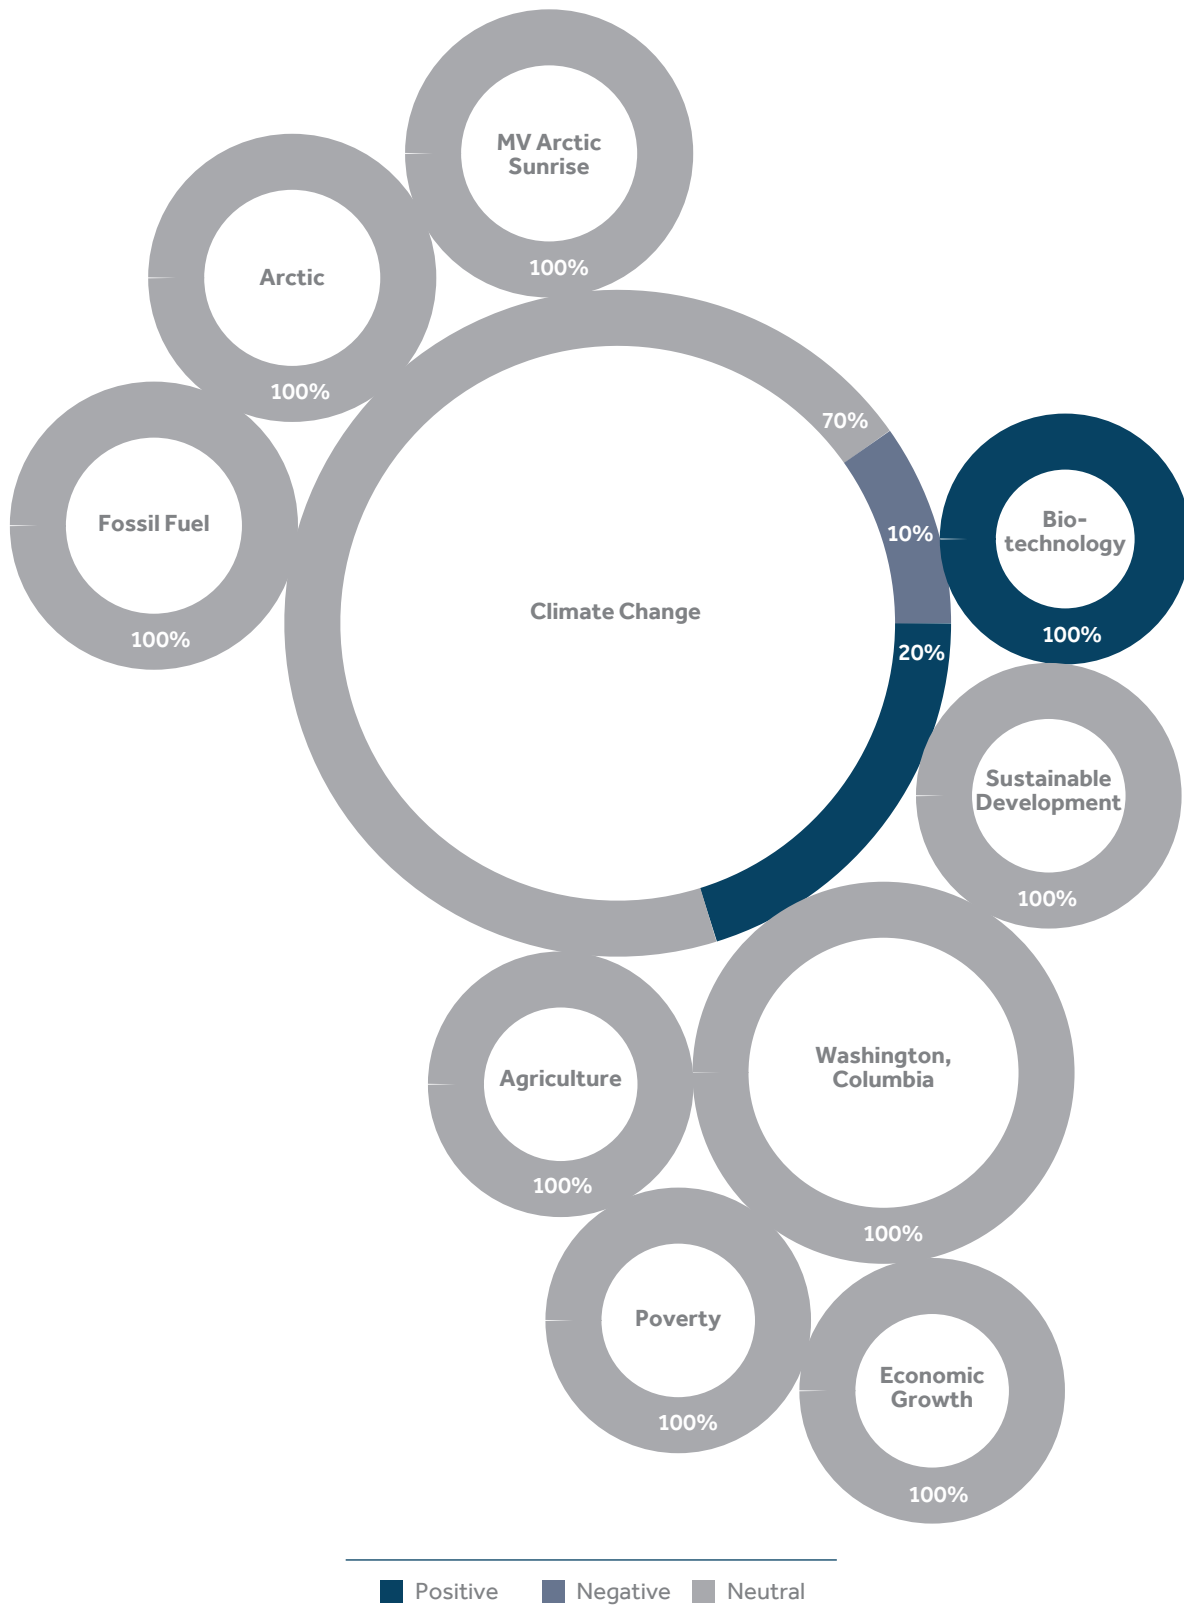 MV Arctic
Sunrise
100%
Arctic
100%
Fossil Fuel
100%
Climate Change
70%
10%
20%
Bio-
technology
100%
Sustainable
Development
100%
Washington,
Columbia
100%
Agriculture
100%
Poverty
100%
Economic
Growth
100%
Positive
Negative
Neutral